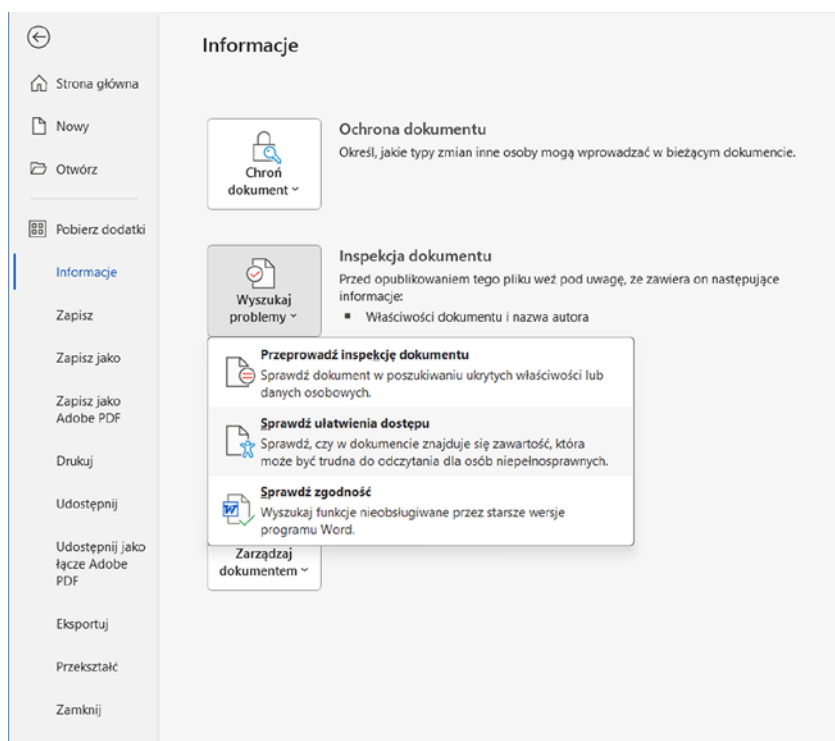 Informacje
Strona główna
Nowy
Otwórz
Pobierz dodatki
Informacje
Zapisz
Zapisz jako
Zapisz jako
Adobe PDF
Drukuj
Udostępnij
Udostępnij jako
łącze Adobe
PDF
Eksportuj
Przekształć
Zamknij
Chroń
dokument
Ochrona dokumentu
Określ, jakie typy zmian inne osoby mogą wprowadzać w bieżącym dokumencie.
Wyszukaj
problemy
Inspekcja dokumentu
Przed opublikowaniem tego pliku weź pod uwagę, że zawiera on następujące
informacje:
▪ Właściwości dokumentu i nazwa autora
Przeprowadź inspekcję dokumentu
Sprawdź dokument w poszukiwaniu ukrytych właściwości lub
danych osobowych.
Sprawdź ułatwienia dostępu
Sprawdź, czy w dokumencie znajduje się zawartość, która
może być trudna do odczytania dla osób niepełnosprawnych.
Sprawdź zgodność
Wyszukaj funkcje nieobsługiwane przez starsze wersje
programu Word.
Zarządzaj
dokumentem